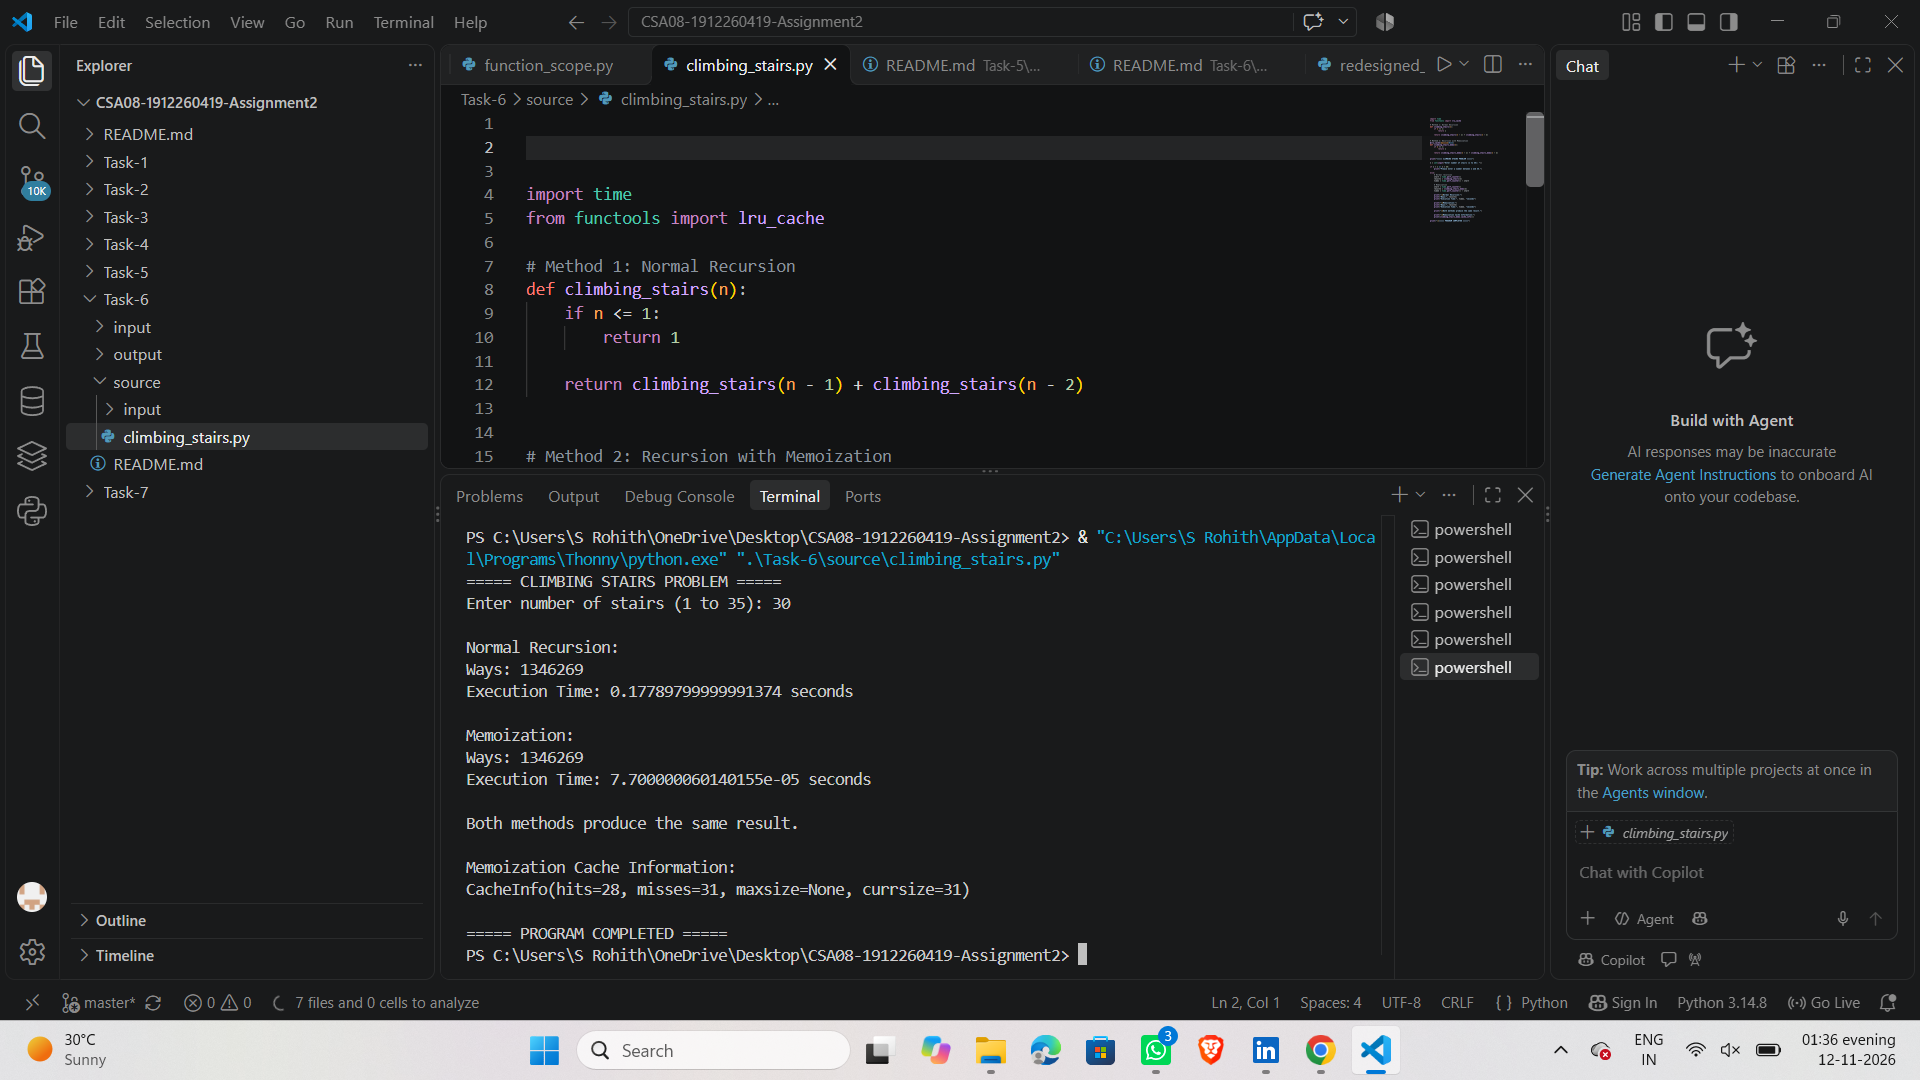 File Edit Selection View Go Run Terminal Help
CSA08-1912260419-Assignment2
Explorer
CSA08-1912260419-Assignment2
README.md
Task-1
Task-2
Task-3
Task-4
Task-5
Task-6
input
output
source
input
climbing_stairs.py
README.md
Task-7
Outline
Timeline
10K
function_scope.py
climbing_stairs.py
README.md Task-5\...
README.md Task-6\...
redesigned_
Task-6 > source > climbing_stairs.py > ...
1
2
3
4 import time
5 from functools import lru_cache
6
7 # Method 1: Normal Recursion
8 def climbing_stairs(n):
9 if n <= 1:
10 return 1
11
12 return climbing_stairs(n - 1) + climbing_stairs(n - 2)
13
14
15 # Method 2: Recursion with Memoization
Problems Output Debug Console Terminal Ports
PS C:\Users\S Rohith\OneDrive\Desktop\CSA08-1912260419-Assignment2> & "C:\Users\S Rohith\AppData\Loca
l\Programs\Thonny\python.exe" ".\Task-6\source\climbing_stairs.py"
===== CLIMBING STAIRS PROBLEM =====
Enter number of stairs (1 to 35): 30
Normal Recursion:
Ways: 1346269
Execution Time: 0.17789799999991374 seconds
Memoization:
Ways: 1346269
Execution Time: 7.700000060140155e-05 seconds
Both methods produce the same result.
Memoization Cache Information:
CacheInfo(hits=28, misses=31, maxsize=None, currsize=31)
===== PROGRAM COMPLETED =====
PS C:\Users\S Rohith\OneDrive\Desktop\CSA08-1912260419-Assignment2>
powershell
powershell
powershell
powershell
powershell
powershell
Chat
Build with Agent
AI responses may be inaccurate
Generate Agent Instructions to onboard AI
onto your codebase.
Tip: Work across multiple projects at once in
the Agents window.
climbing_stairs.py
Chat with Copilot
Agent
Copilot
master* 0 0 7 files and 0 cells to analyze
Ln 2, Col 1 Spaces: 4 UTF-8 CRLF { } Python Sign In Python 3.14.8 Go Live
30°C
Sunny
Search
3
ENG
IN
01:36 evening
12-11-2026